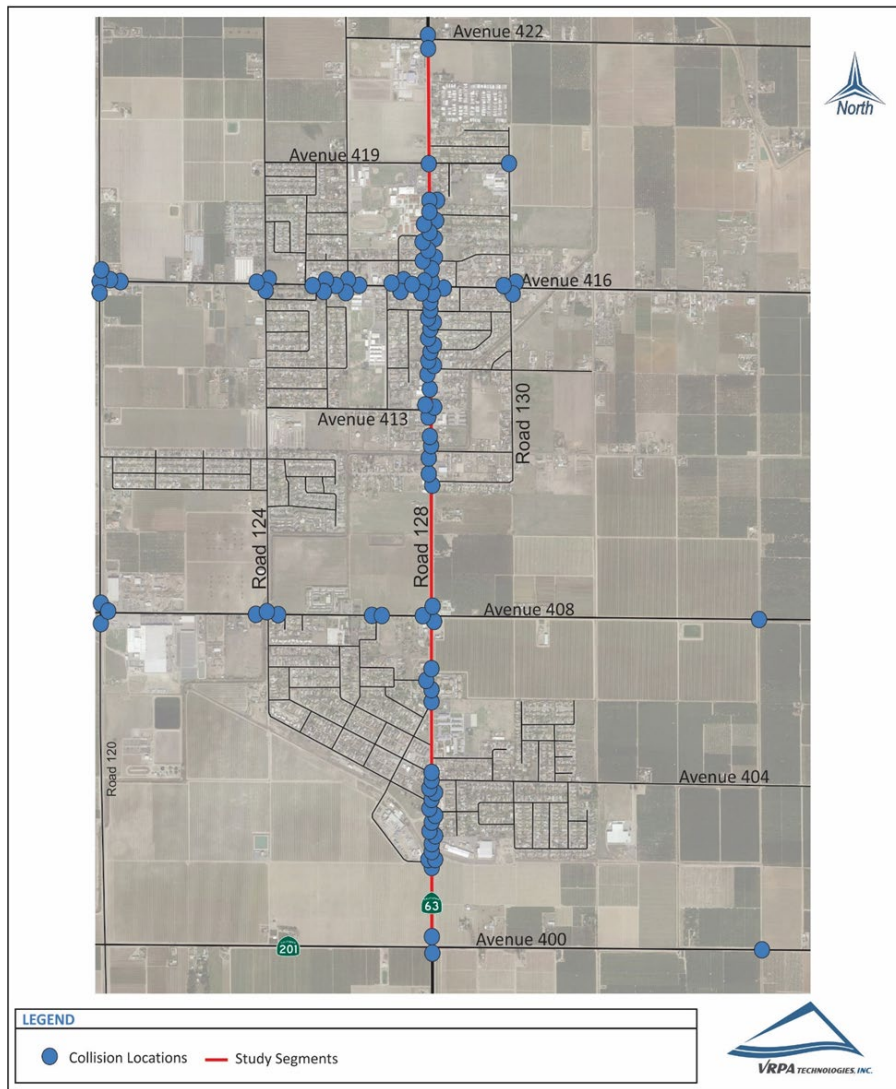 Avenue 422
North
Avenue 419
Avenue 416
Avenue 413
Road 130
Road 124
Road 128
Avenue 408
Road 120
Avenue 404
63
Avenue 400
201
LEGEND
Collision Locations
Study Segments
VRPA TECHNOLOGIES, INC.